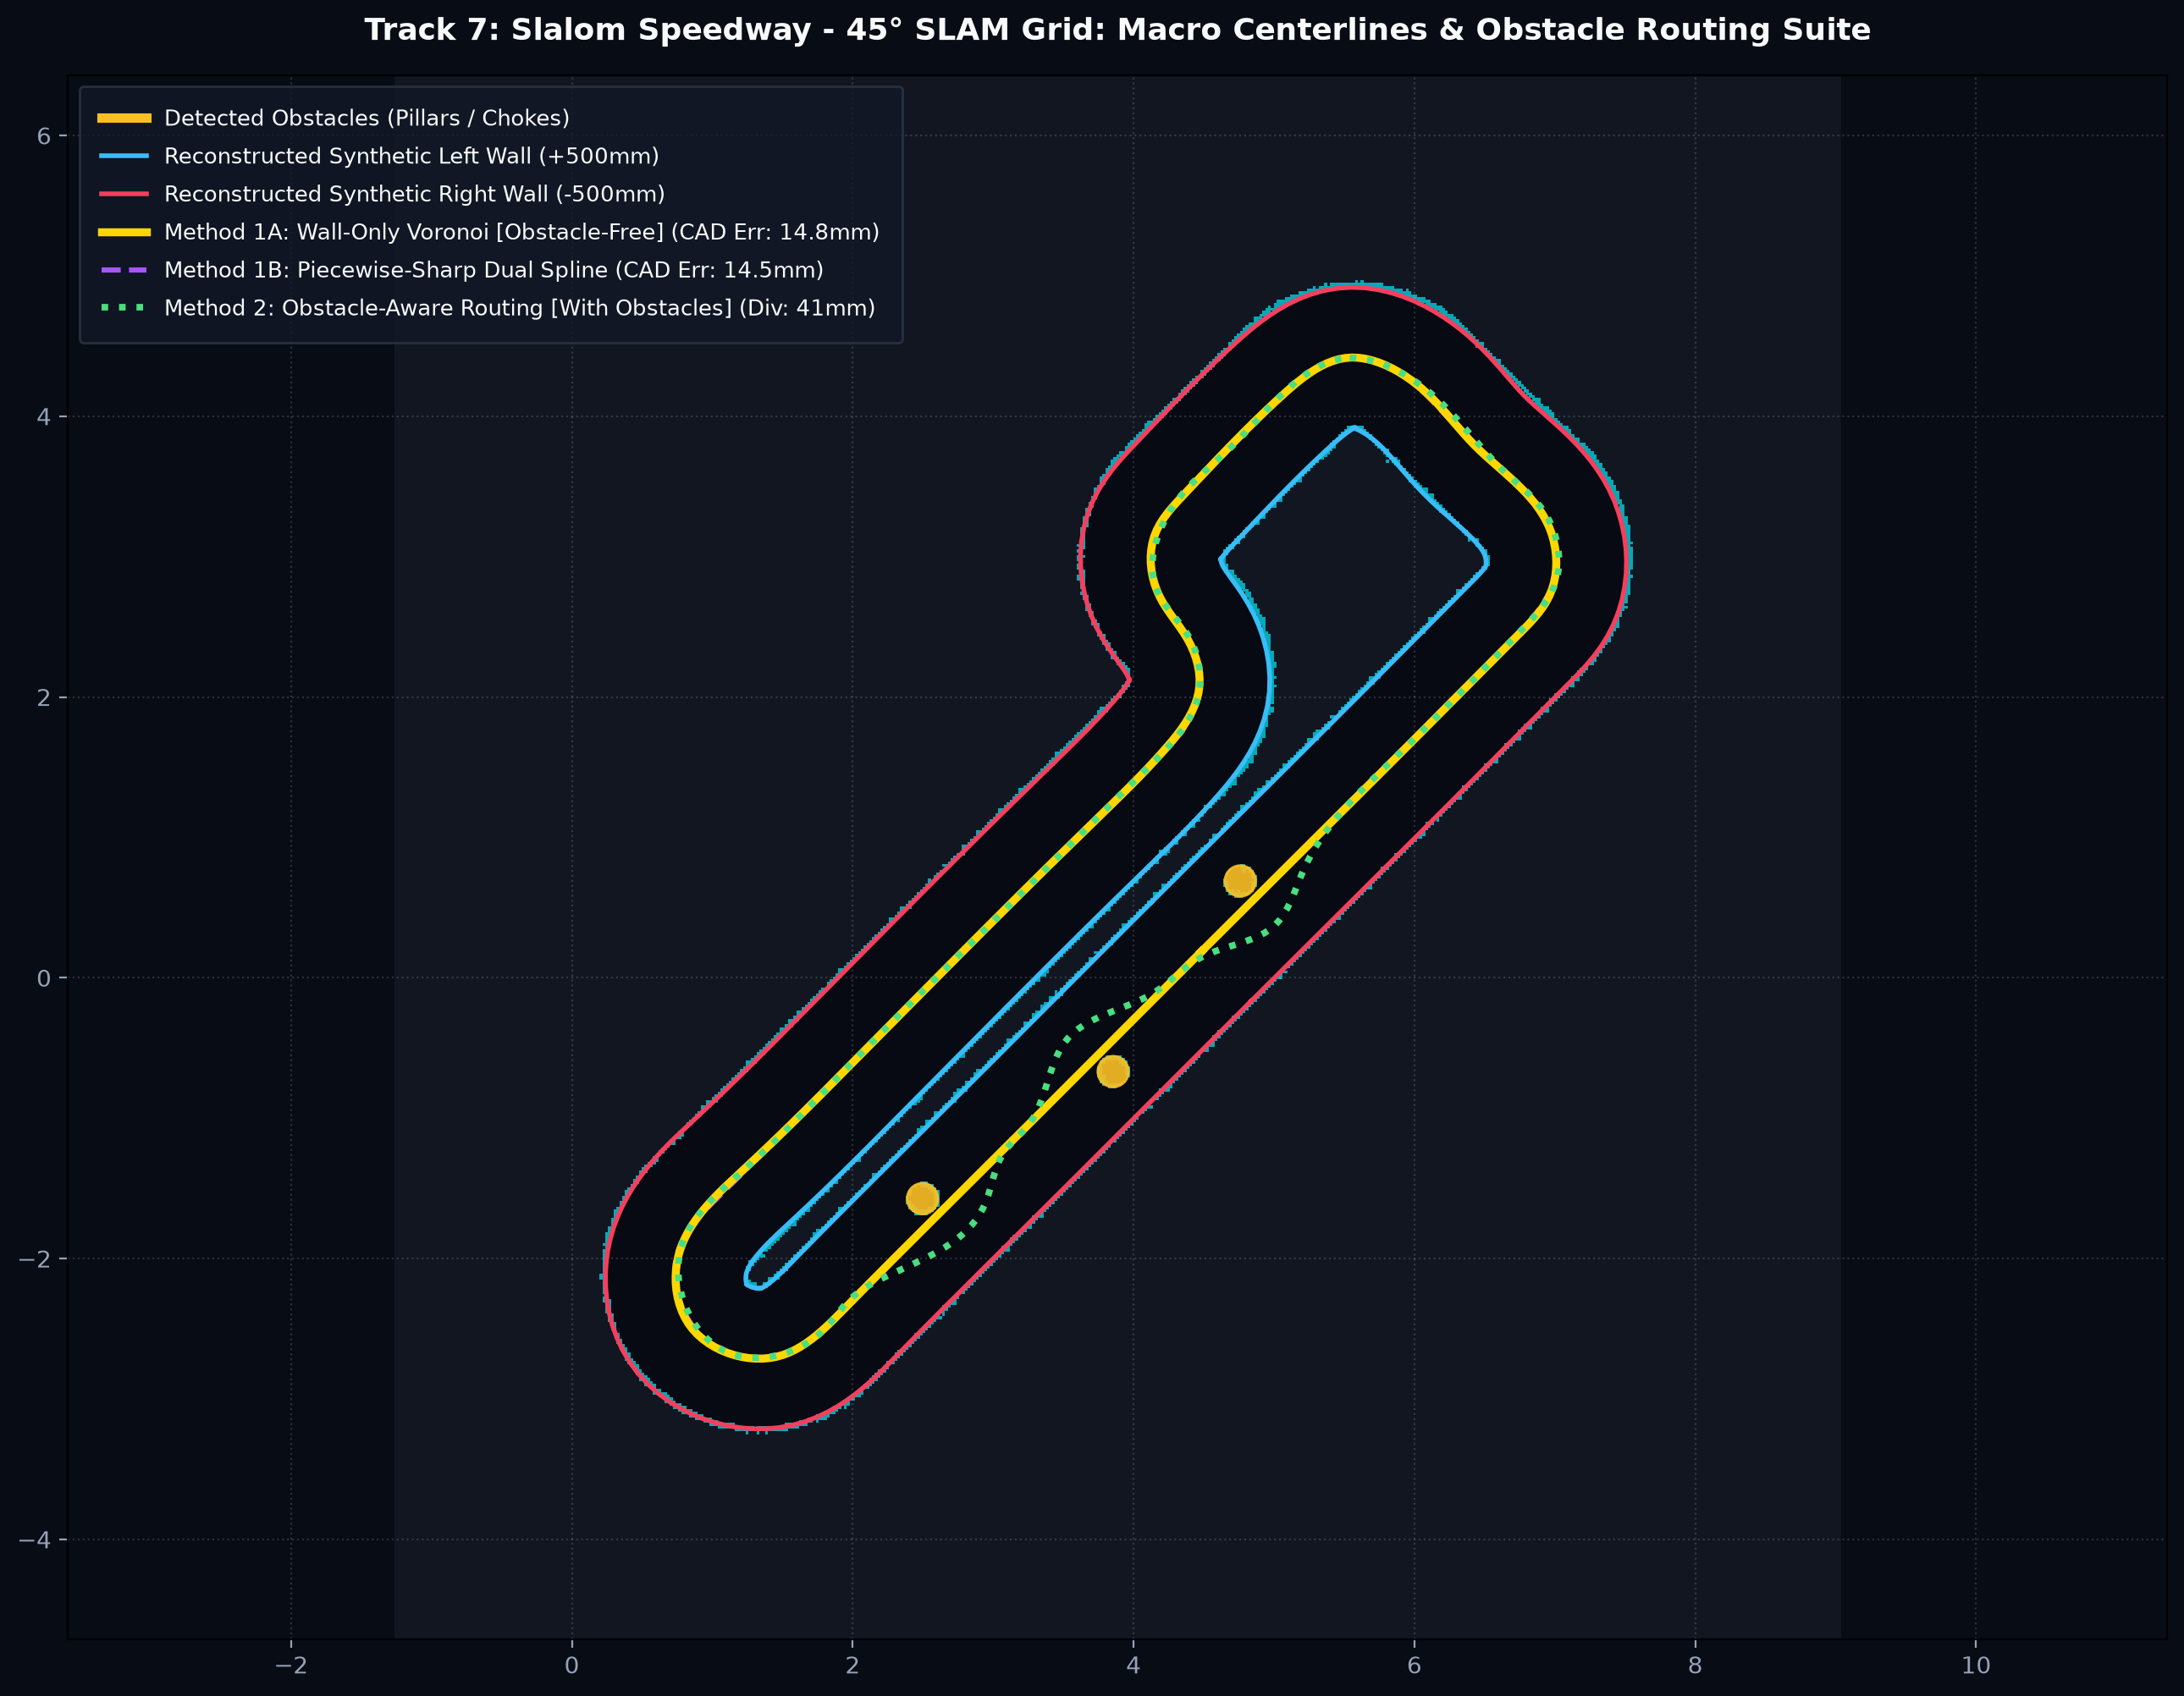 Track 7: Slalom Speedway - 45° SLAM Grid: Macro Centerlines & Obstacle Routing Suite
Detected Obstacles (Pillars / Chokes)
Reconstructed Synthetic Left Wall (+500mm)
Reconstructed Synthetic Right Wall (-500mm)
Method 1A: Wall-Only Voronoi [Obstacle-Free] (CAD Err: 14.8mm)
Method 1B: Piecewise-Sharp Dual Spline (CAD Err: 14.5mm)
Method 2: Obstacle-Aware Routing [With Obstacles] (Div: 41mm)
6
4
2
0
−2
−4
−2 0 2 4 6 8 10